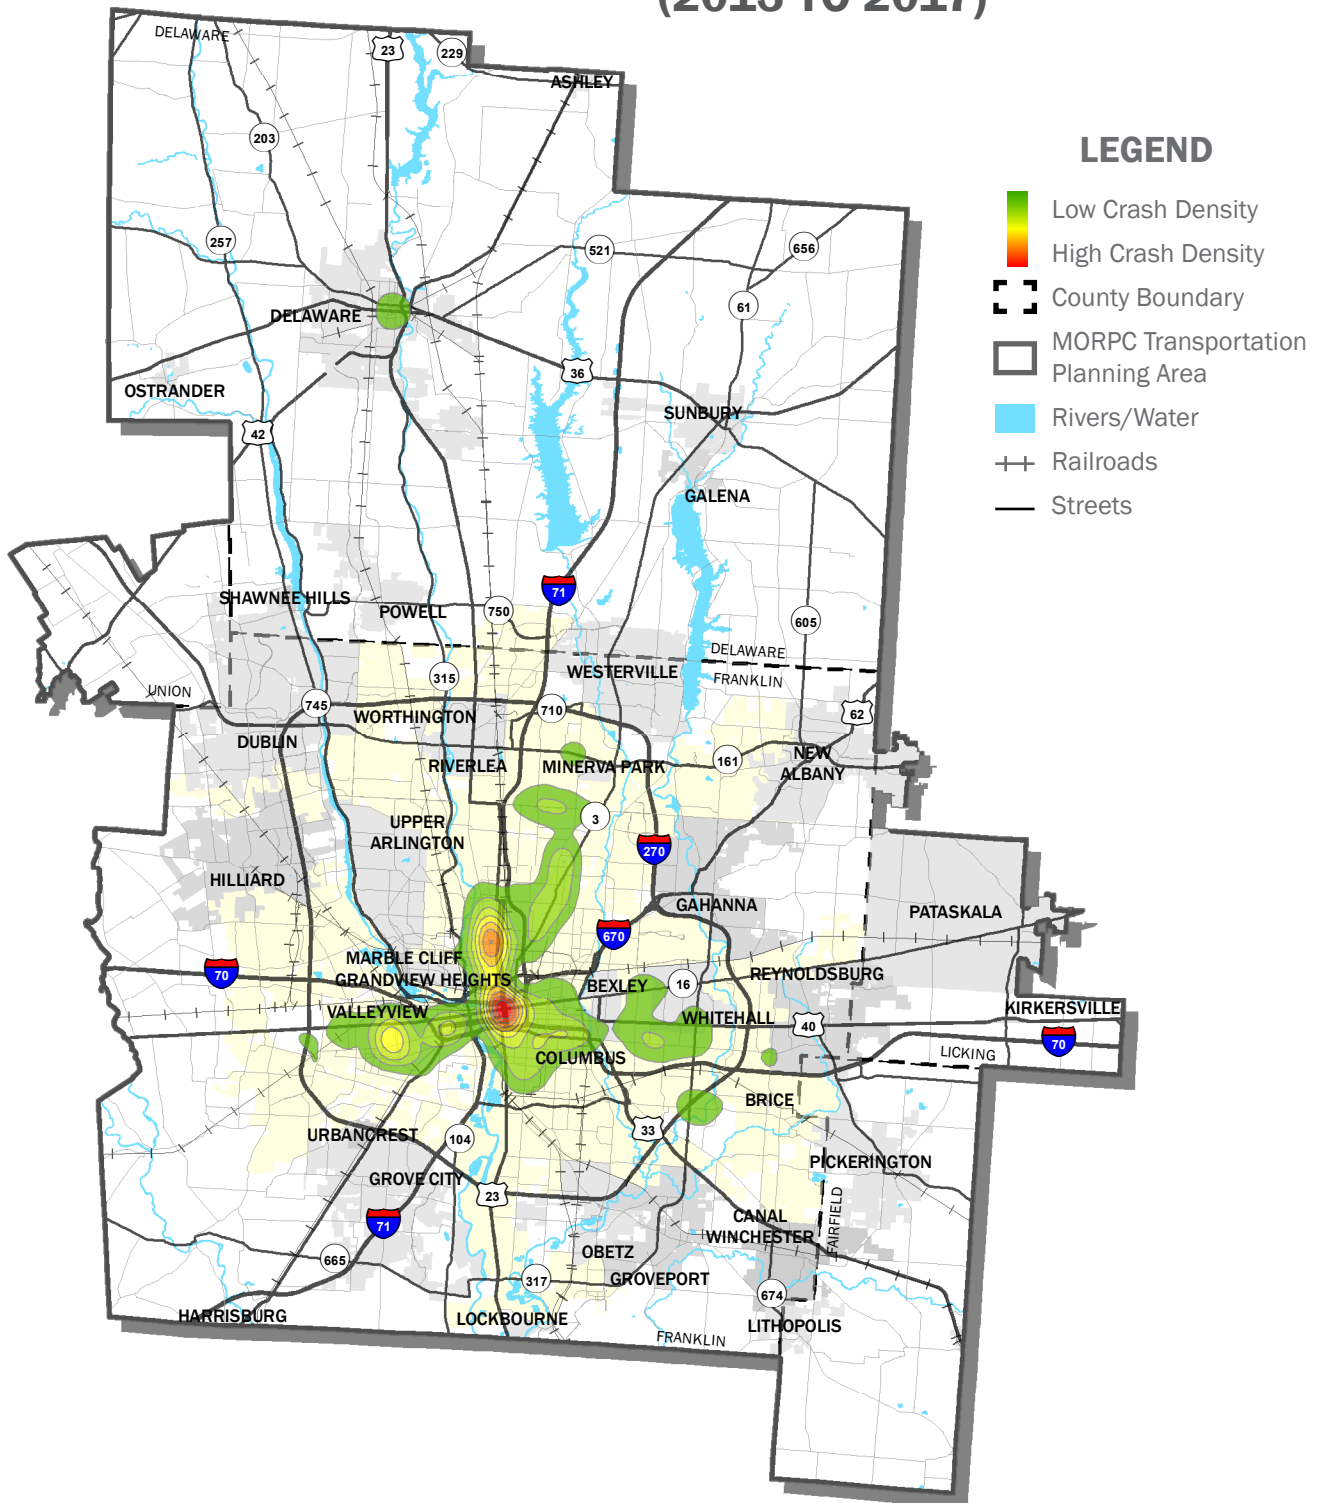 (2013 TO 2017)
LEGEND
Low Crash Density
High Crash Density
County Boundary
MORPC Transportation
Planning Area
Rivers/Water
Railroads
Streets
DELAWARE
23
229
ASHLEY
203
257
521
656
61
DELAWARE
36
OSTRANDER
SUNBURY
42
GALENA
71
SHAWNEE HILLS
POWELL
750
605
DELAWARE
FRANKLIN
WESTERVILLE
315
UNION
745
WORTHINGTON
710
62
DUBLIN
RIVERLEA
MINERVA PARK
161
NEW
ALBANY
UPPER
ARLINGTON
3
270
HILLIARD
GAHANNA
PATASKALA
670
MARBLE CLIFF
70
GRANDVIEW HEIGHTS
BEXLEY
16
REYNOLDSBURG
VALLEYVIEW
WHITEHALL
40
KIRKERSVILLE
70
COLUMBUS
LICKING
BRICE
URBANCREST
104
33
PICKERINGTON
GROVE CITY
23
71
CANAL
WINCHESTER
FAIRFIELD
665
OBETZ
317
GROVEPORT
674
HARRISBURG
LOCKBOURNE
FRANKLIN
LITHOPOLIS